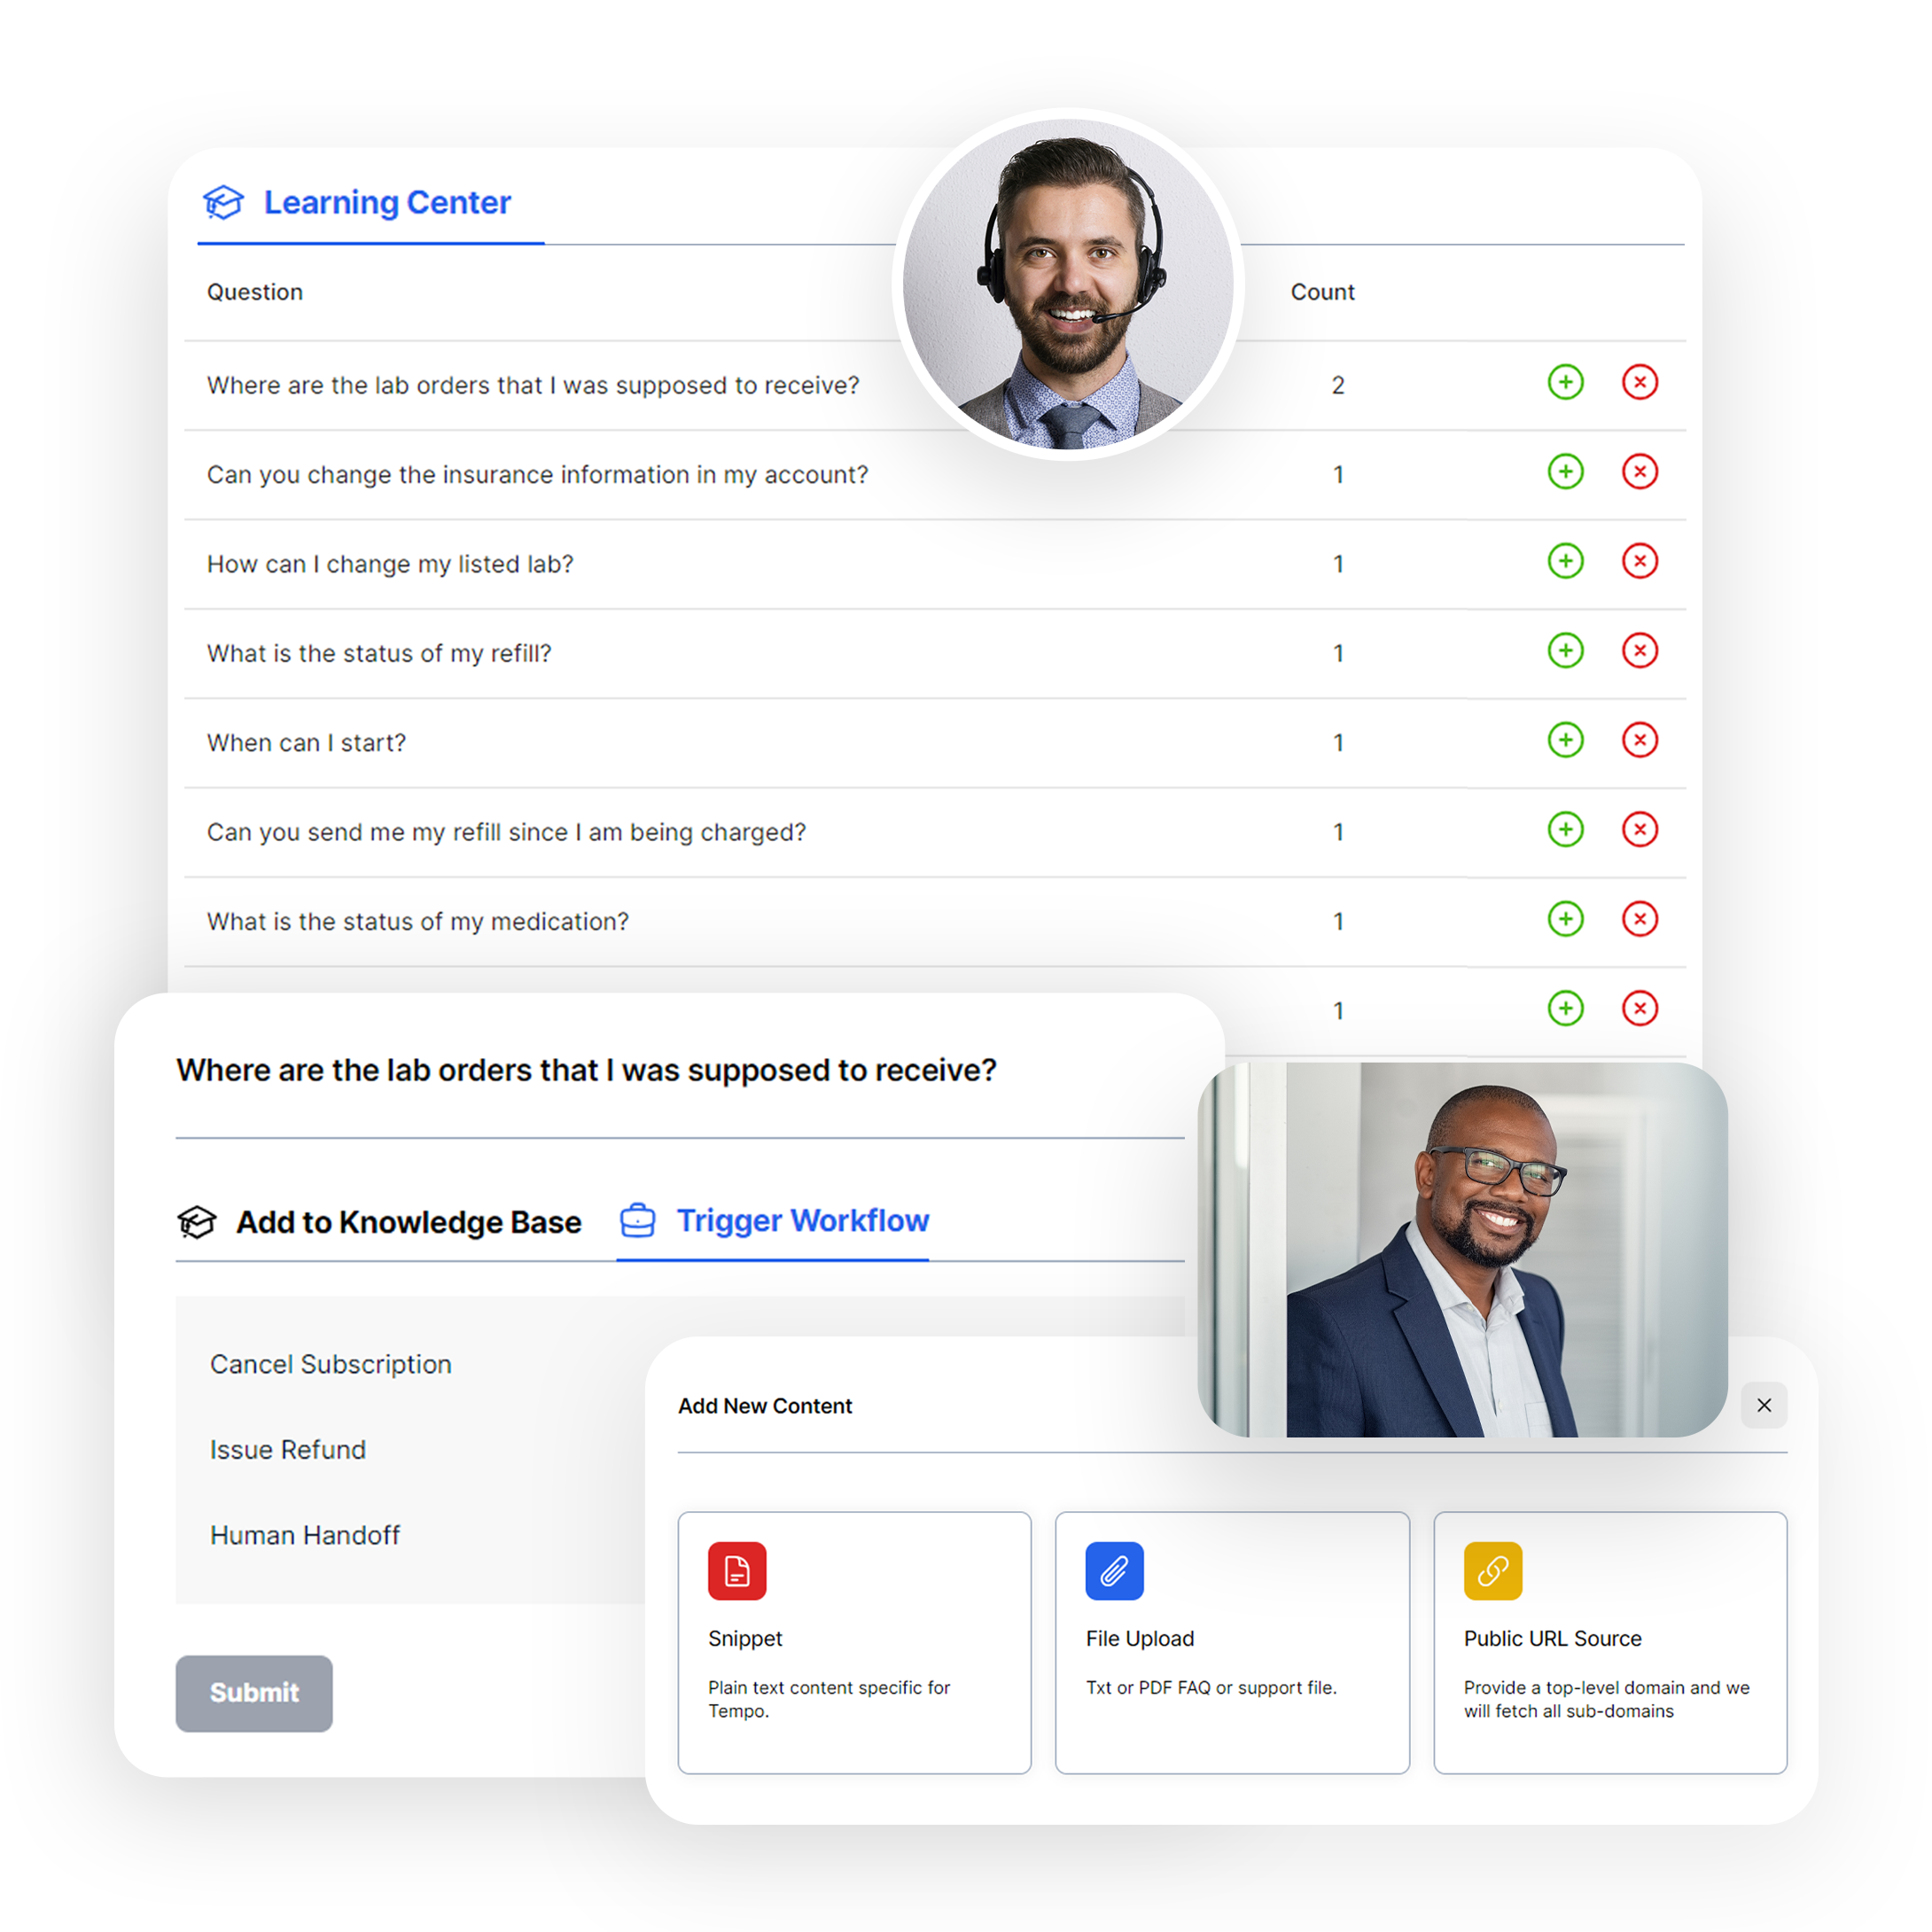 Learning Center
Question Count
Where are the lab orders that I was supposed to receive? 2
Can you change the insurance information in my account? 1
How can I change my listed lab? 1
What is the status of my refill? 1
When can I start? 1
Can you send me my refill since I am being charged? 1
What is the status of my medication? 1
1
Where are the lab orders that I was supposed to receive?
Add to Knowledge Base Trigger Workflow
Cancel Subscription
Issue Refund
Human Handoff
Submit
Add New Content
Snippet
Plain text content specific for
Tempo.
File Upload
Txt or PDF FAQ or support file.
Public URL Source
Provide a top-level domain and we
will fetch all sub-domains